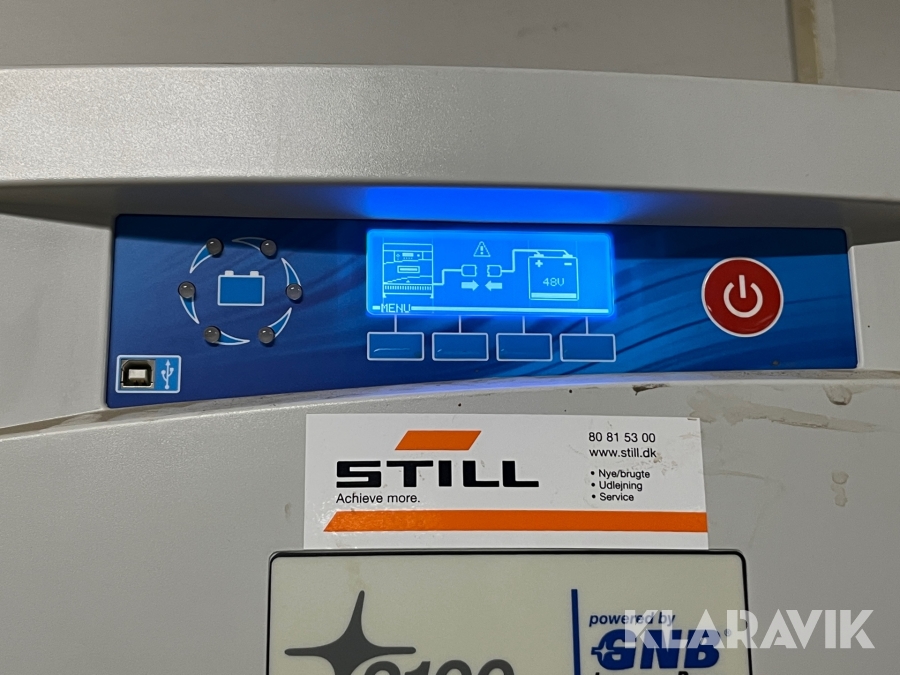 48V
MENU
STILL
Achieve more.
80 81 53 00
www.still.dk
• Nye/brugte
• Udlejning
• Service
powered by
GNB
KLARAVIK